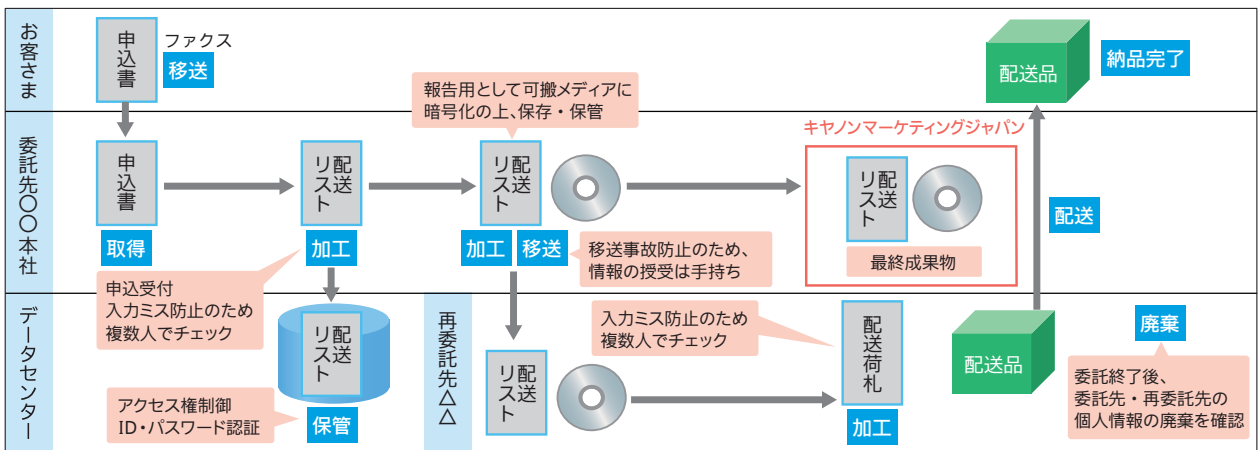 お客さま
申込書
ファクス
移送
報告用として可搬メディアに
暗号化の上、保存・保管
配送品
納品完了
委託先〇〇本社
申込書
取得
配送
リスト
加工
配送
リスト
加工
移送
移送事故防止のため、
情報の授受は手持ち
キヤノンマーケティングジャパン
配送
リスト
最終成果物
配送
申込受付
入力ミス防止のため
複数人でチェック
データセンター
配送
リスト
保管
アクセス権制御
ID・パスワード認証
再委託先△△
配送
リスト
入力ミス防止のため
複数人でチェック
配送荷札
加工
配送品
廃棄
委託終了後、
委託先・再委託先の
個人情報の廃棄を確認